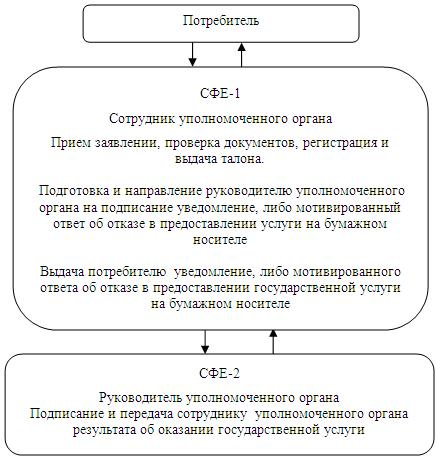 Потребитель
СФЕ-1
Сотрудник уполномоченного органа
Прием заявлении, проверка документов, регистрация и
выдача талона.
Подготовка и направление руководителю уполномоченного
органа на подписание уведомление, либо мотивированный
ответ об отказе в предоставлении услуги на бумажном
носителе
Выдача потребителю уведомление, либо мотивированного
ответа об отказе в предоставлении государственной услуги
на бумажном носителе
СФЕ-2
Руководитель уполномоченного органа
Подписание и передача сотруднику уполномоченного органа
результата об оказании государственной услуги